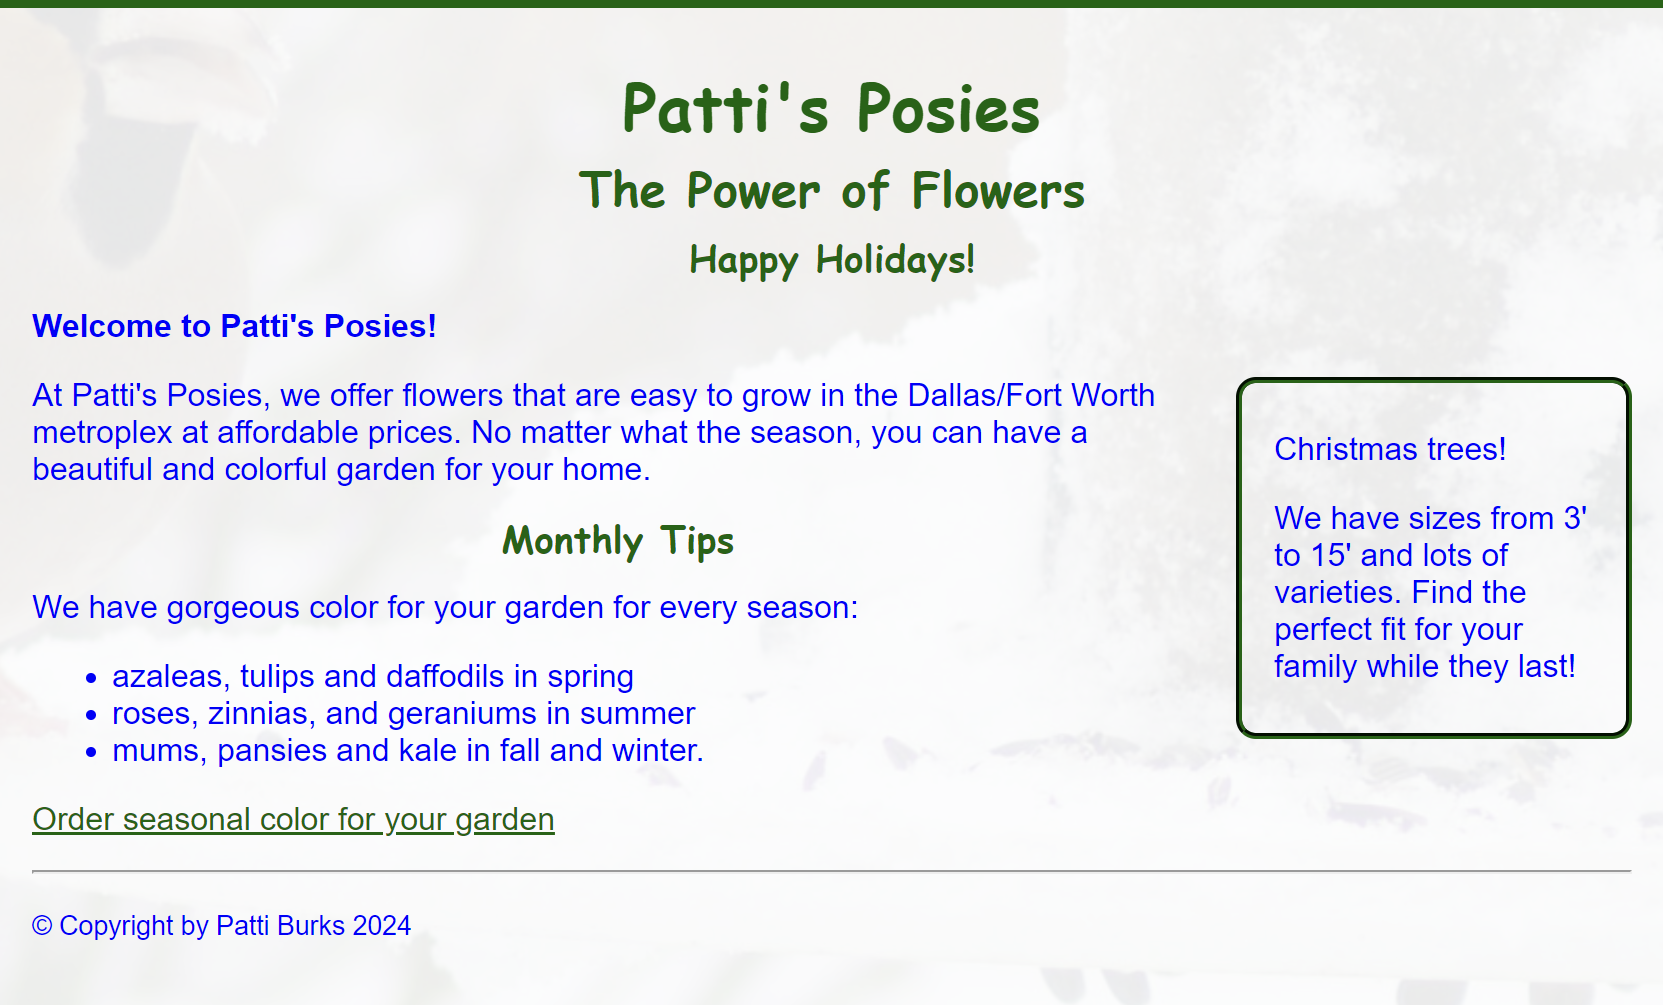 Patti's Posies
The Power of Flowers
Happy Holidays!
Welcome to Patti's Posies!
At Patti's Posies, we offer flowers that are easy to grow in the Dallas/Fort Worth
metroplex at affordable prices. No matter what the season, you can have a
beautiful and colorful garden for your home.
Christmas trees!
We have sizes from 3'
to 15' and lots of
varieties. Find the
perfect fit for your
family while they last!
Monthly Tips
We have gorgeous color for your garden for every season:
• azaleas, tulips and daffodils in spring
• roses, zinnias, and geraniums in summer
• mums, pansies and kale in fall and winter.
Order seasonal color for your garden
© Copyright by Patti Burks 2024